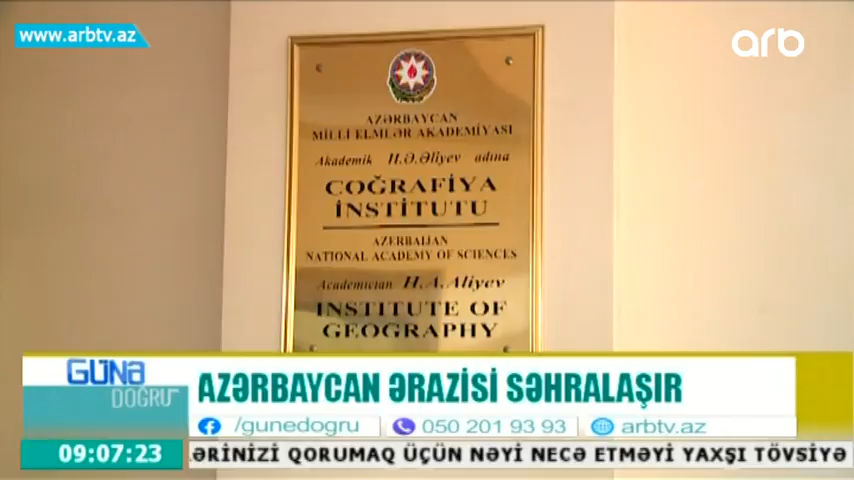 www.arbtv.az
arb
AZƏRBAYCAN
MİLLİ ELMLƏR AKADEMİYASI
Akademik H.Ə.Əliyev adına
COĞRAFİYA
İNSTİTUTU
AZERBAIJAN
NATIONAL ACADEMY OF SCIENCES
Academician H.A.Aliyev
INSTITUTE OF
GEOGRAPHY
GÜNƏ
DOĞRU
AZƏRBAYCAN ƏRAZİSİ SƏHRALAŞIR
/gunedogru 050 201 93 93 arbtv.az
09:07:23 ƏRİNİZİ QORUMAQ ÜÇÜN NƏYİ NECƏ ETMƏYİ YAXŞI TÖVSİYƏ